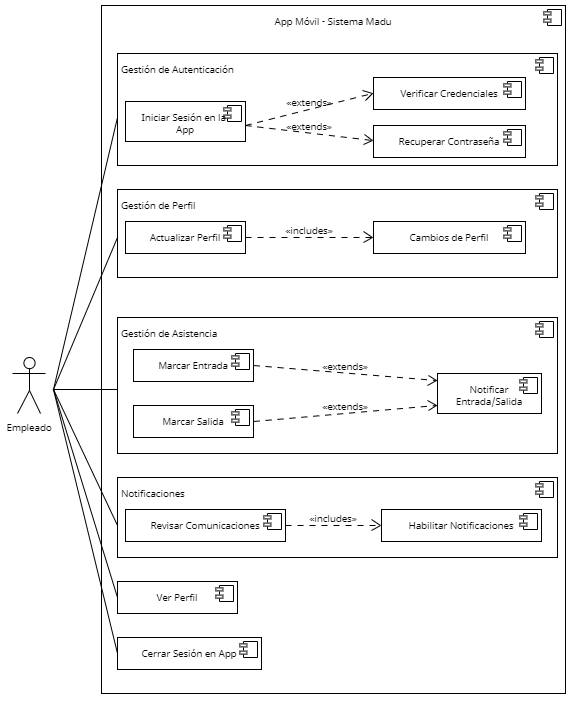 App Móvil - Sistema Madu
Gestión de Autenticación
Iniciar Sesión en la
App
«extends»
«extends»
Verificar Credenciales
Recuperar Contraseña
Gestión de Perfil
Actualizar Perfil
«includes»
Cambios de Perfil
Gestión de Asistencia
Marcar Entrada
«extends»
Notificar
Entrada/Salida
Marcar Salida
«extends»
Empleado
Notificaciones
Revisar Comunicaciones
«includes»
Habilitar Notificaciones
Ver Perfil
Cerrar Sesión en App